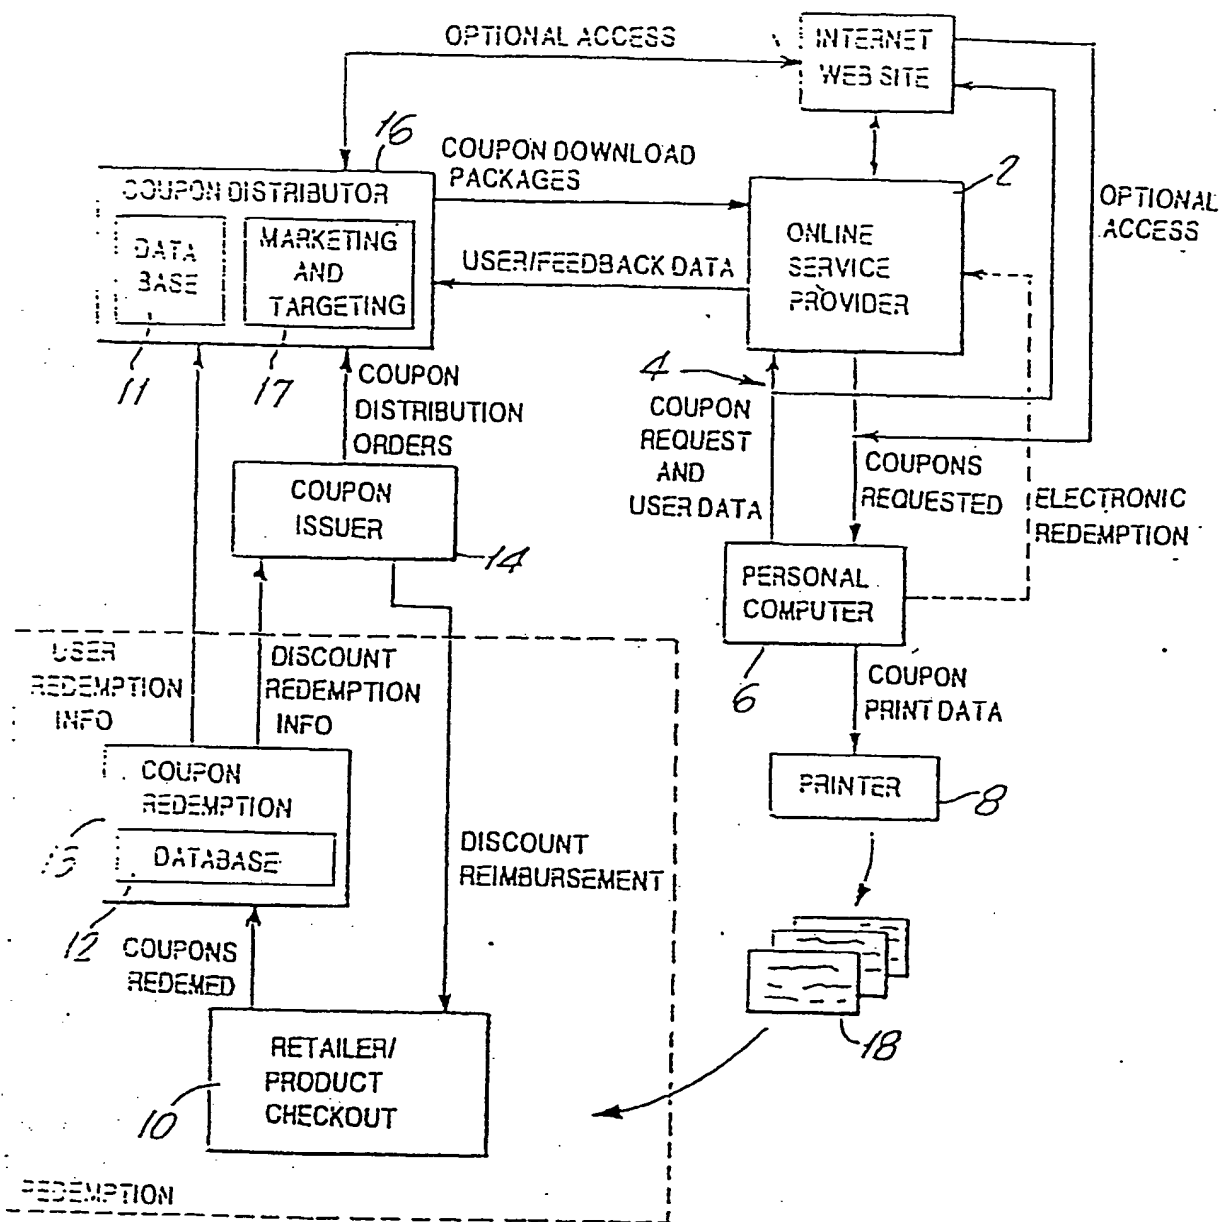 OPTIONAL ACCESS
INTERNET
WEB SITE
16
COUPON DOWNLOAD
PACKAGES
2
OPTIONAL
ACCESS
COUPON DISTRIBUTOR
DATA
BASE
MARKETING
AND
TARGETING
USER/FEEDBACK DATA
ONLINE
SERVICE
PROVIDER
11
17
COUPON
DISTRIBUTION
ORDERS
4
COUPON
REQUEST
AND
USER DATA
COUPONS
REQUESTED
ELECTRONIC
REDEMPTION
COUPON
ISSUER
14
PERSONAL
COMPUTER
6
USER
REDEMPTION
INFO
DISCOUNT
REDEMPTION
INFO
COUPON
PRINT DATA
COUPON
REDEMPTION
DATABASE
12
PRINTER
8
DISCOUNT
REIMBURSEMENT
COUPONS
REDEMED
18
RETAILER/
PRODUCT
CHECKOUT
10
REDEMPTION